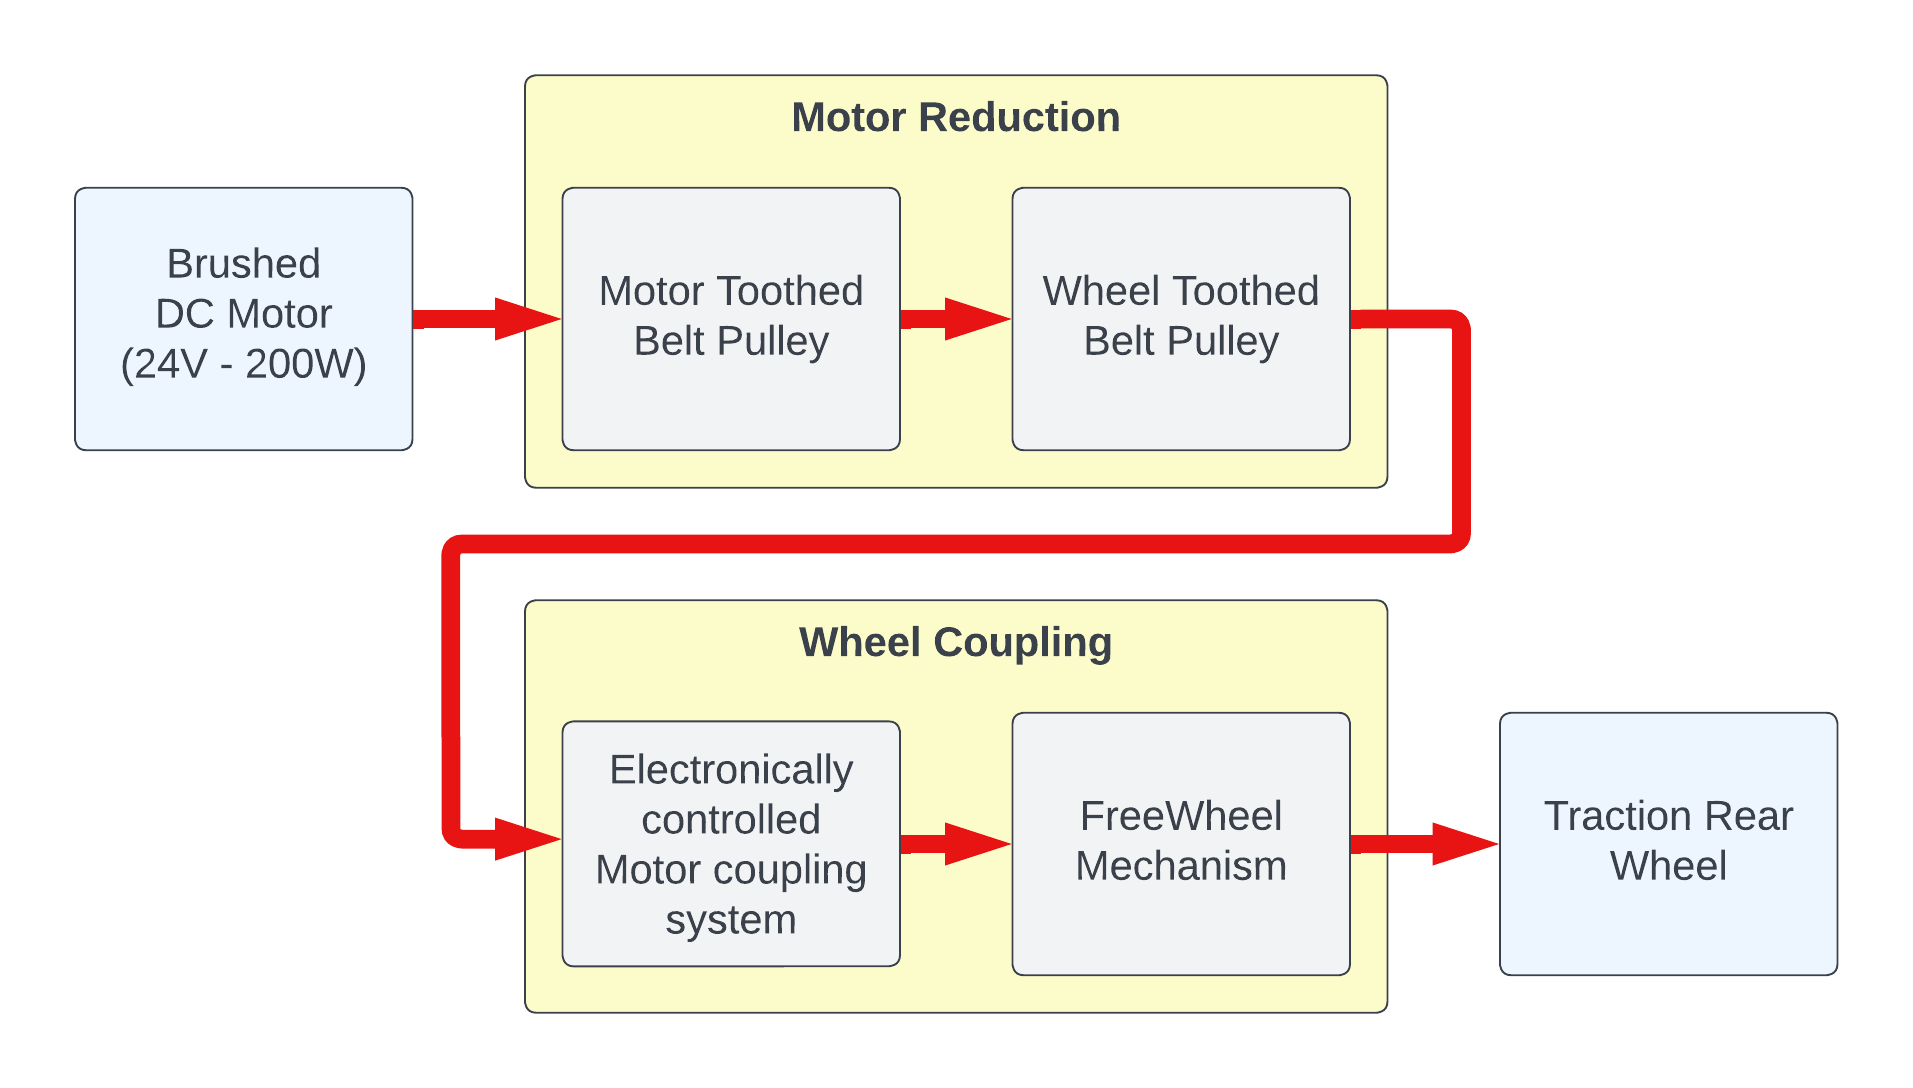 Motor Reduction
Brushed
DC Motor
(24V - 200W)
Motor Toothed
Belt Pulley
Wheel Toothed
Belt Pulley
Wheel Coupling
Electronically
controlled
Motor coupling
system
FreeWheel
Mechanism
Traction Rear
Wheel